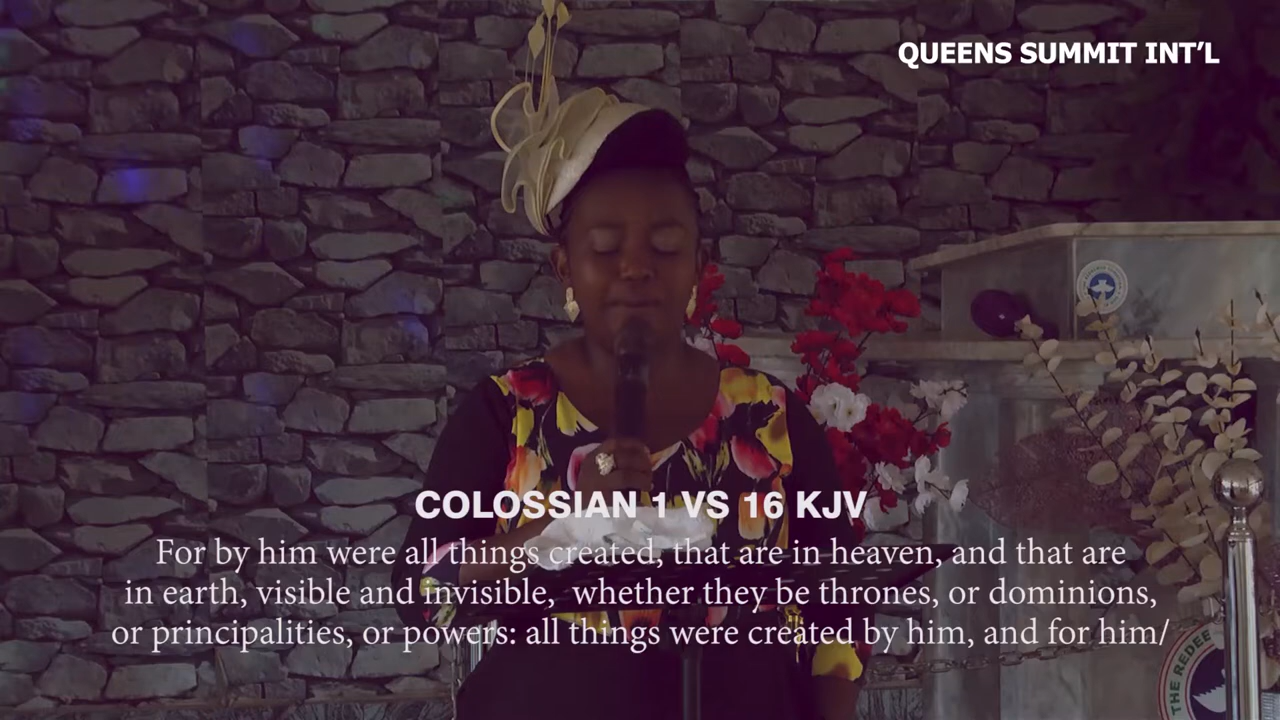 QUEENS SUMMIT INT'L
COLOSSIAN 1 VS 16 KJV
For by him were all things created, that are in heaven, and that are
in earth, visible and invisible, whether they be thrones, or dominions,
or principalities, or powers: all things were created by him, and for him/
THE REDEE